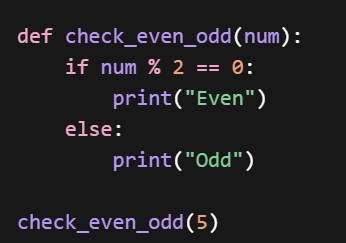 def check_even_odd(num):
    if num % 2 == 0:
        print("Even")
    else:
        print("Odd")

check_even_odd(5)